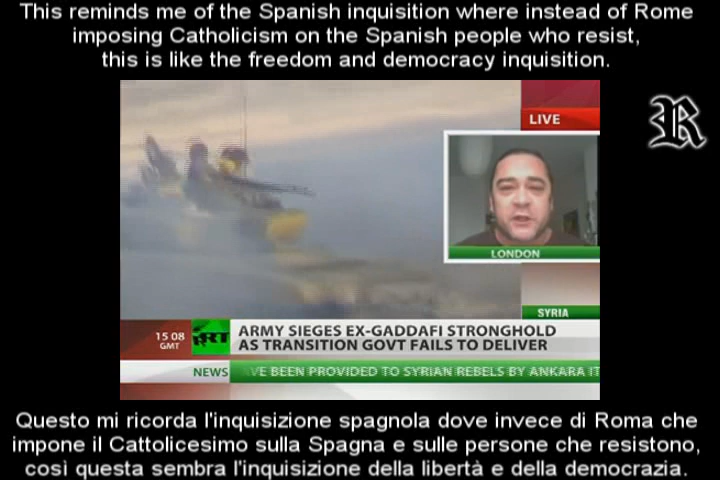 This reminds me of the Spanish inquisition where instead of Rome
imposing Catholicism on the Spanish people who resist,
this is like the freedom and democracy inquisition.
R
LIVE
LONDON
SYRIA
15 08
GMT
RT
ARMY SIEGES EX-GADDAFI STRONGHOLD
AS TRANSITION GOVT FAILS TO DELIVER
NEWS
VE BEEN PROVIDED TO SYRIAN REBELS BY ANKARA IT
Questo mi ricorda l'inquisizione spagnola dove invece di Roma che
impone il Cattolicesimo sulla Spagna e sulle persone che resistono,
così questa sembra l'inquisizione della libertà e della democrazia.